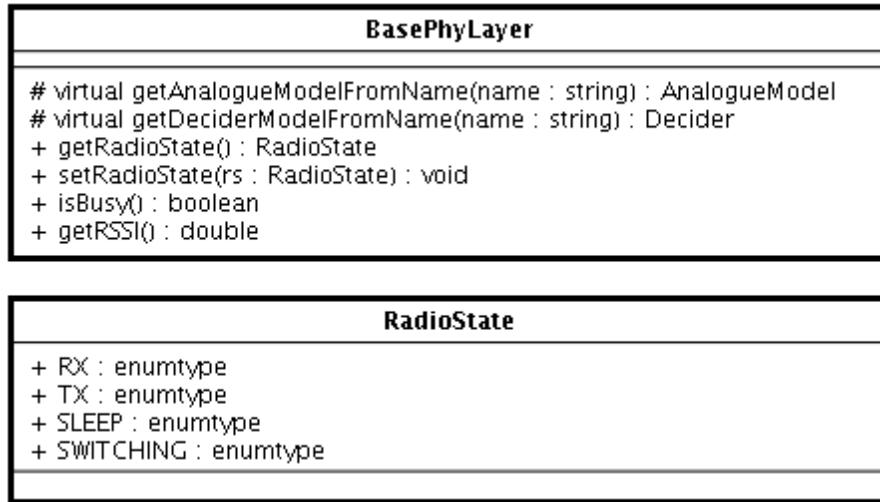 BasePhyLayer
# virtual getAnalogueModelFromName(name : string) : AnalogueModel
# virtual getDeciderModelFromName(name : string) : Decider
+ getRadioState() : RadioState
+ setRadioState(rs : RadioState) : void
+ isBusy() : boolean
+ getRSSI() : double
RadioState
+ RX : enumtype
+ TX : enumtype
+ SLEEP : enumtype
+ SWITCHING : enumtype